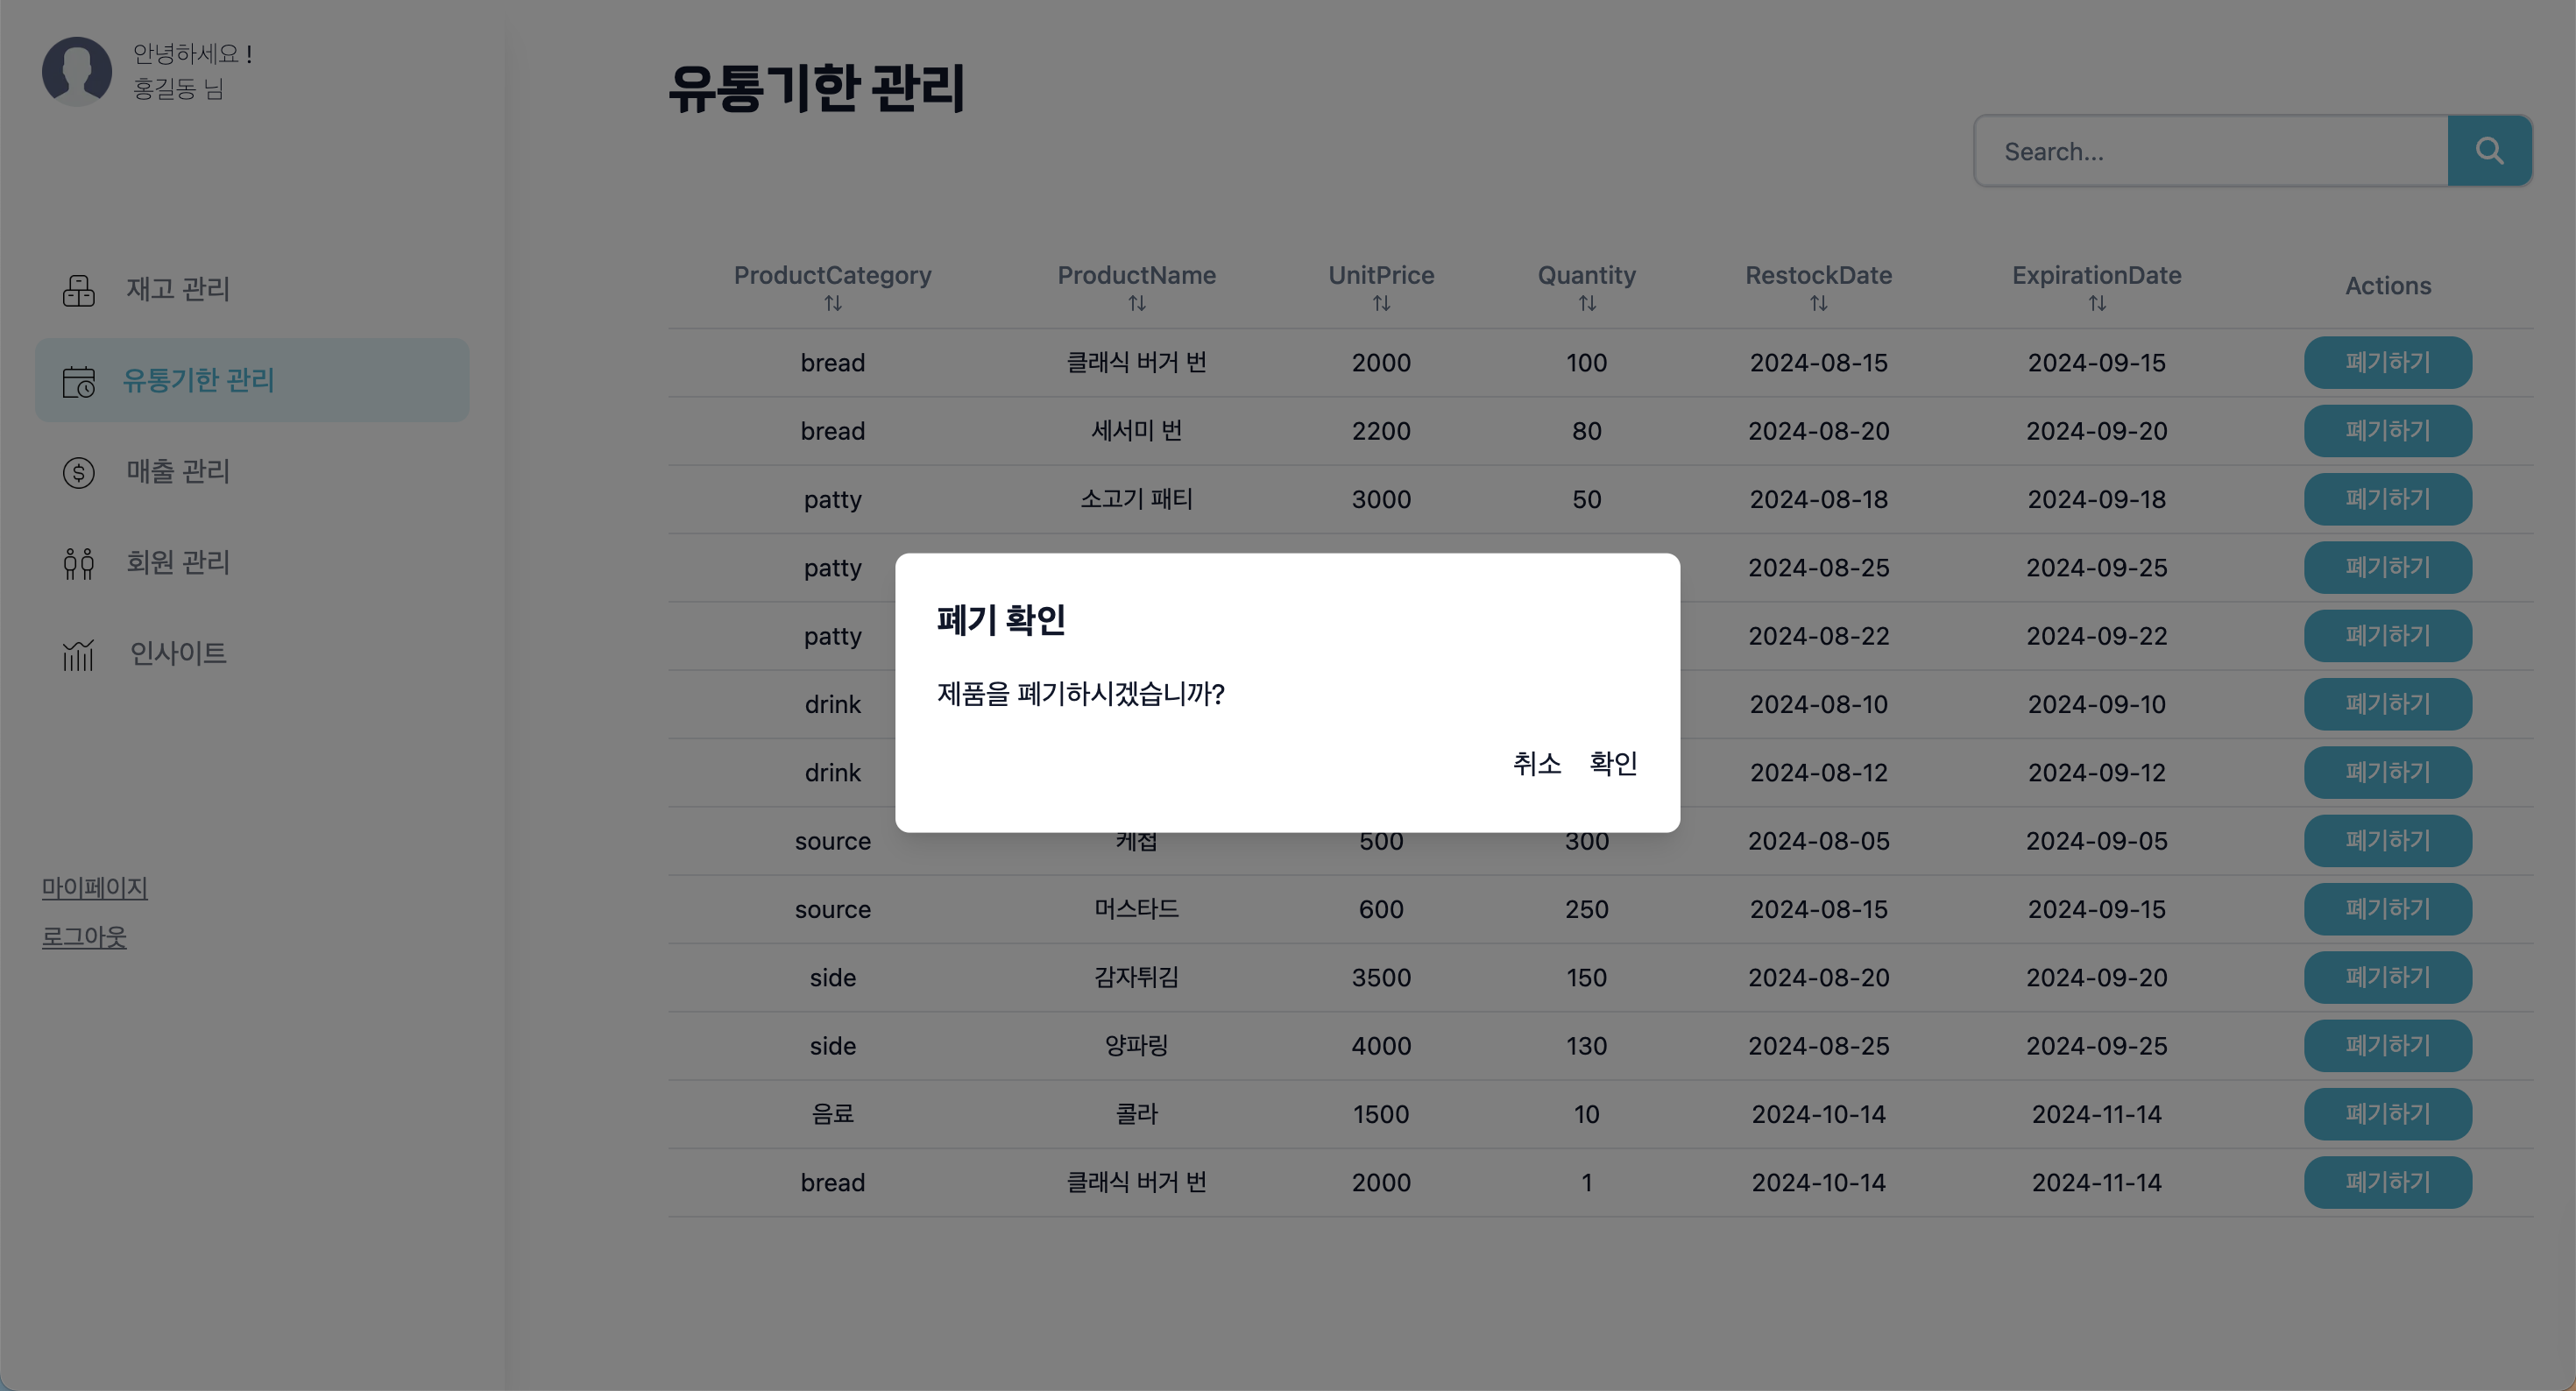 안녕하세요 !
홍길동 님
재고 관리
유통기한 관리
매출 관리
회원 관리
인사이트
마이페이지
로그아웃
유통기한 관리
Search...
ProductCategory ProductName UnitPrice Quantity RestockDate ExpirationDate Actions
bread 클래식 버거 번 2000 100 2024-08-15 2024-09-15 폐기하기
bread 세서미 번 2200 80 2024-08-20 2024-09-20 폐기하기
patty 소고기 패티 3000 50 2024-08-18 2024-09-18 폐기하기
patty 2024-08-25 2024-09-25 폐기하기
patty 2024-08-22 2024-09-22 폐기하기
drink 2024-08-10 2024-09-10 폐기하기
drink 2024-08-12 2024-09-12 폐기하기
source 케첩 500 300 2024-08-05 2024-09-05 폐기하기
source 머스타드 600 250 2024-08-15 2024-09-15 폐기하기
side 감자튀김 3500 150 2024-08-20 2024-09-20 폐기하기
side 양파링 4000 130 2024-08-25 2024-09-25 폐기하기
음료 콜라 1500 10 2024-10-14 2024-11-14 폐기하기
bread 클래식 버거 번 2000 1 2024-10-14 2024-11-14 폐기하기
폐기 확인
제품을 폐기하시겠습니까?
취소 확인